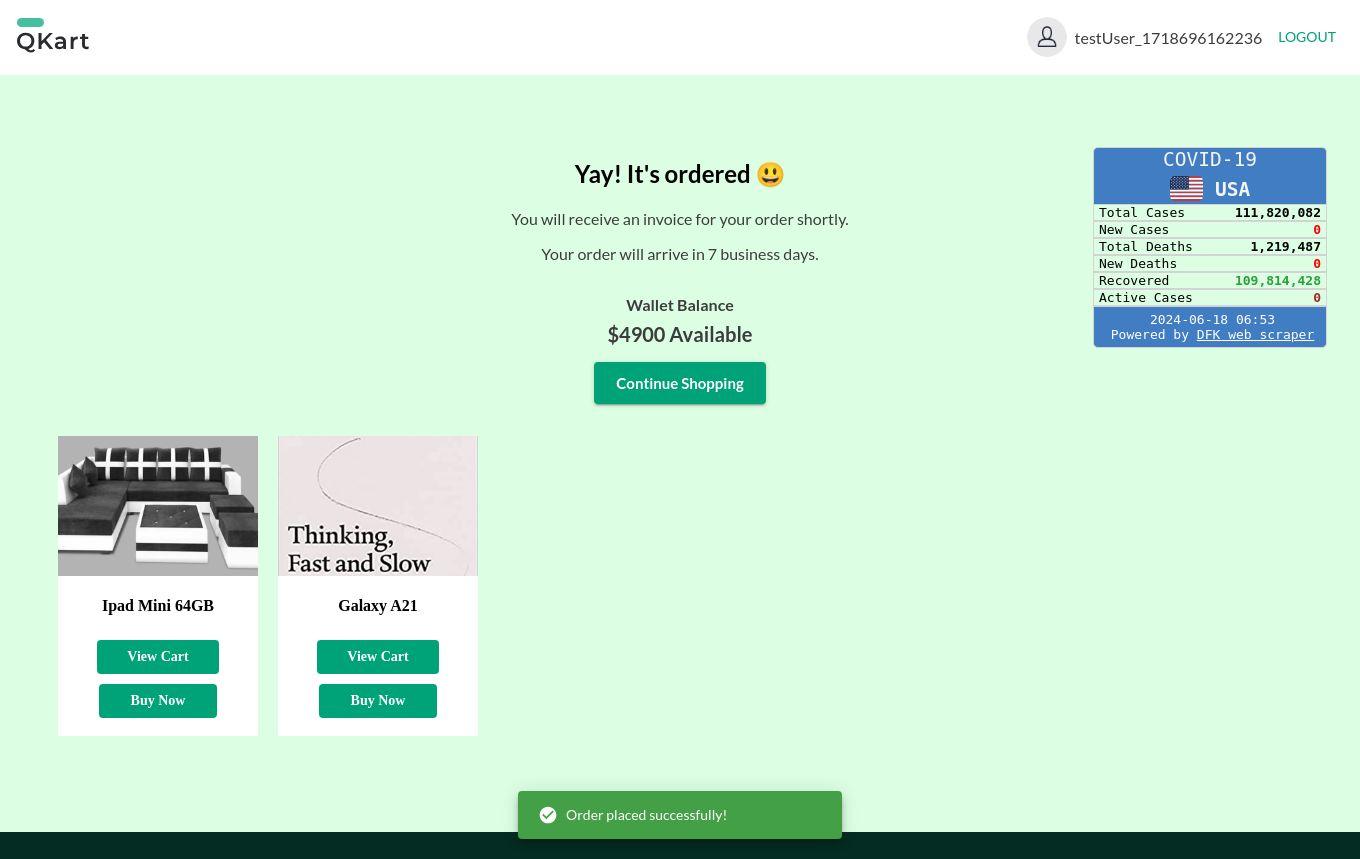 QKart
testUser_1718696162236
LOGOUT
Yay! It's ordered 😃
You will receive an invoice for your order shortly.
Your order will arrive in 7 business days.
Wallet Balance
$4900 Available
Continue Shopping
COVID-19
USA
Total Cases 111,820,082
New Cases 0
Total Deaths 1,219,487
New Deaths 0
Recovered 109,814,428
Active Cases 0
2024-06-18 06:53
Powered by DFK web scraper
Thinking,
Fast and Slow
Ipad Mini 64GB
View Cart
Buy Now
Galaxy A21
View Cart
Buy Now
Order placed successfully!